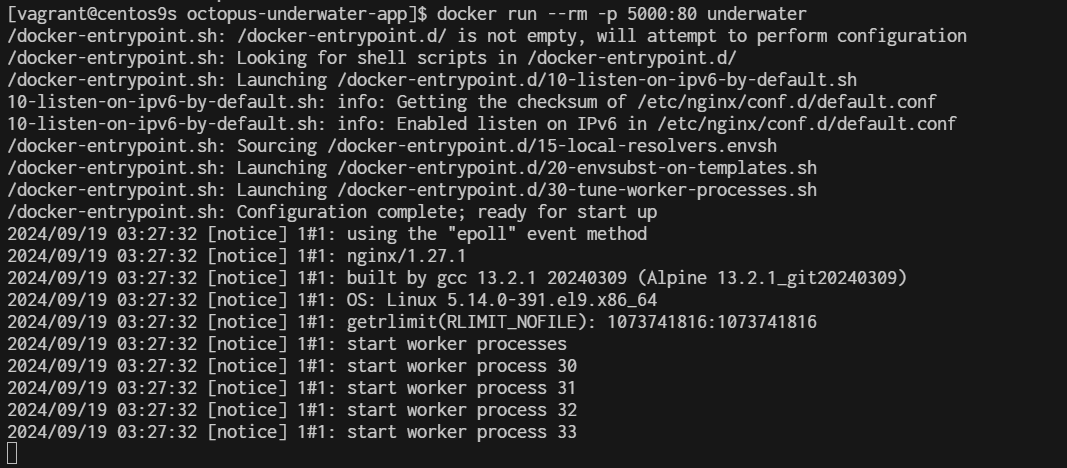 [vagrant@centos9s octopus-underwater-app]$ docker run --rm -p 5000:80 underwater
/docker-entrypoint.sh: /docker-entrypoint.d/ is not empty, will attempt to perform configuration
/docker-entrypoint.sh: Looking for shell scripts in /docker-entrypoint.d/
/docker-entrypoint.sh: Launching /docker-entrypoint.d/10-listen-on-ipv6-by-default.sh
10-listen-on-ipv6-by-default.sh: info: Getting the checksum of /etc/nginx/conf.d/default.conf
10-listen-on-ipv6-by-default.sh: info: Enabled listen on IPv6 in /etc/nginx/conf.d/default.conf
/docker-entrypoint.sh: Sourcing /docker-entrypoint.d/15-local-resolvers.envsh
/docker-entrypoint.sh: Launching /docker-entrypoint.d/20-envsubst-on-templates.sh
/docker-entrypoint.sh: Launching /docker-entrypoint.d/30-tune-worker-processes.sh
/docker-entrypoint.sh: Configuration complete; ready for start up
2024/09/19 03:27:32 [notice] 1#1: using the "epoll" event method
2024/09/19 03:27:32 [notice] 1#1: nginx/1.27.1
2024/09/19 03:27:32 [notice] 1#1: built by gcc 13.2.1 20240309 (Alpine 13.2.1_git20240309)
2024/09/19 03:27:32 [notice] 1#1: OS: Linux 5.14.0-391.el9.x86_64
2024/09/19 03:27:32 [notice] 1#1: getrlimit(RLIMIT_NOFILE): 1073741816:1073741816
2024/09/19 03:27:32 [notice] 1#1: start worker processes
2024/09/19 03:27:32 [notice] 1#1: start worker process 30
2024/09/19 03:27:32 [notice] 1#1: start worker process 31
2024/09/19 03:27:32 [notice] 1#1: start worker process 32
2024/09/19 03:27:32 [notice] 1#1: start worker process 33